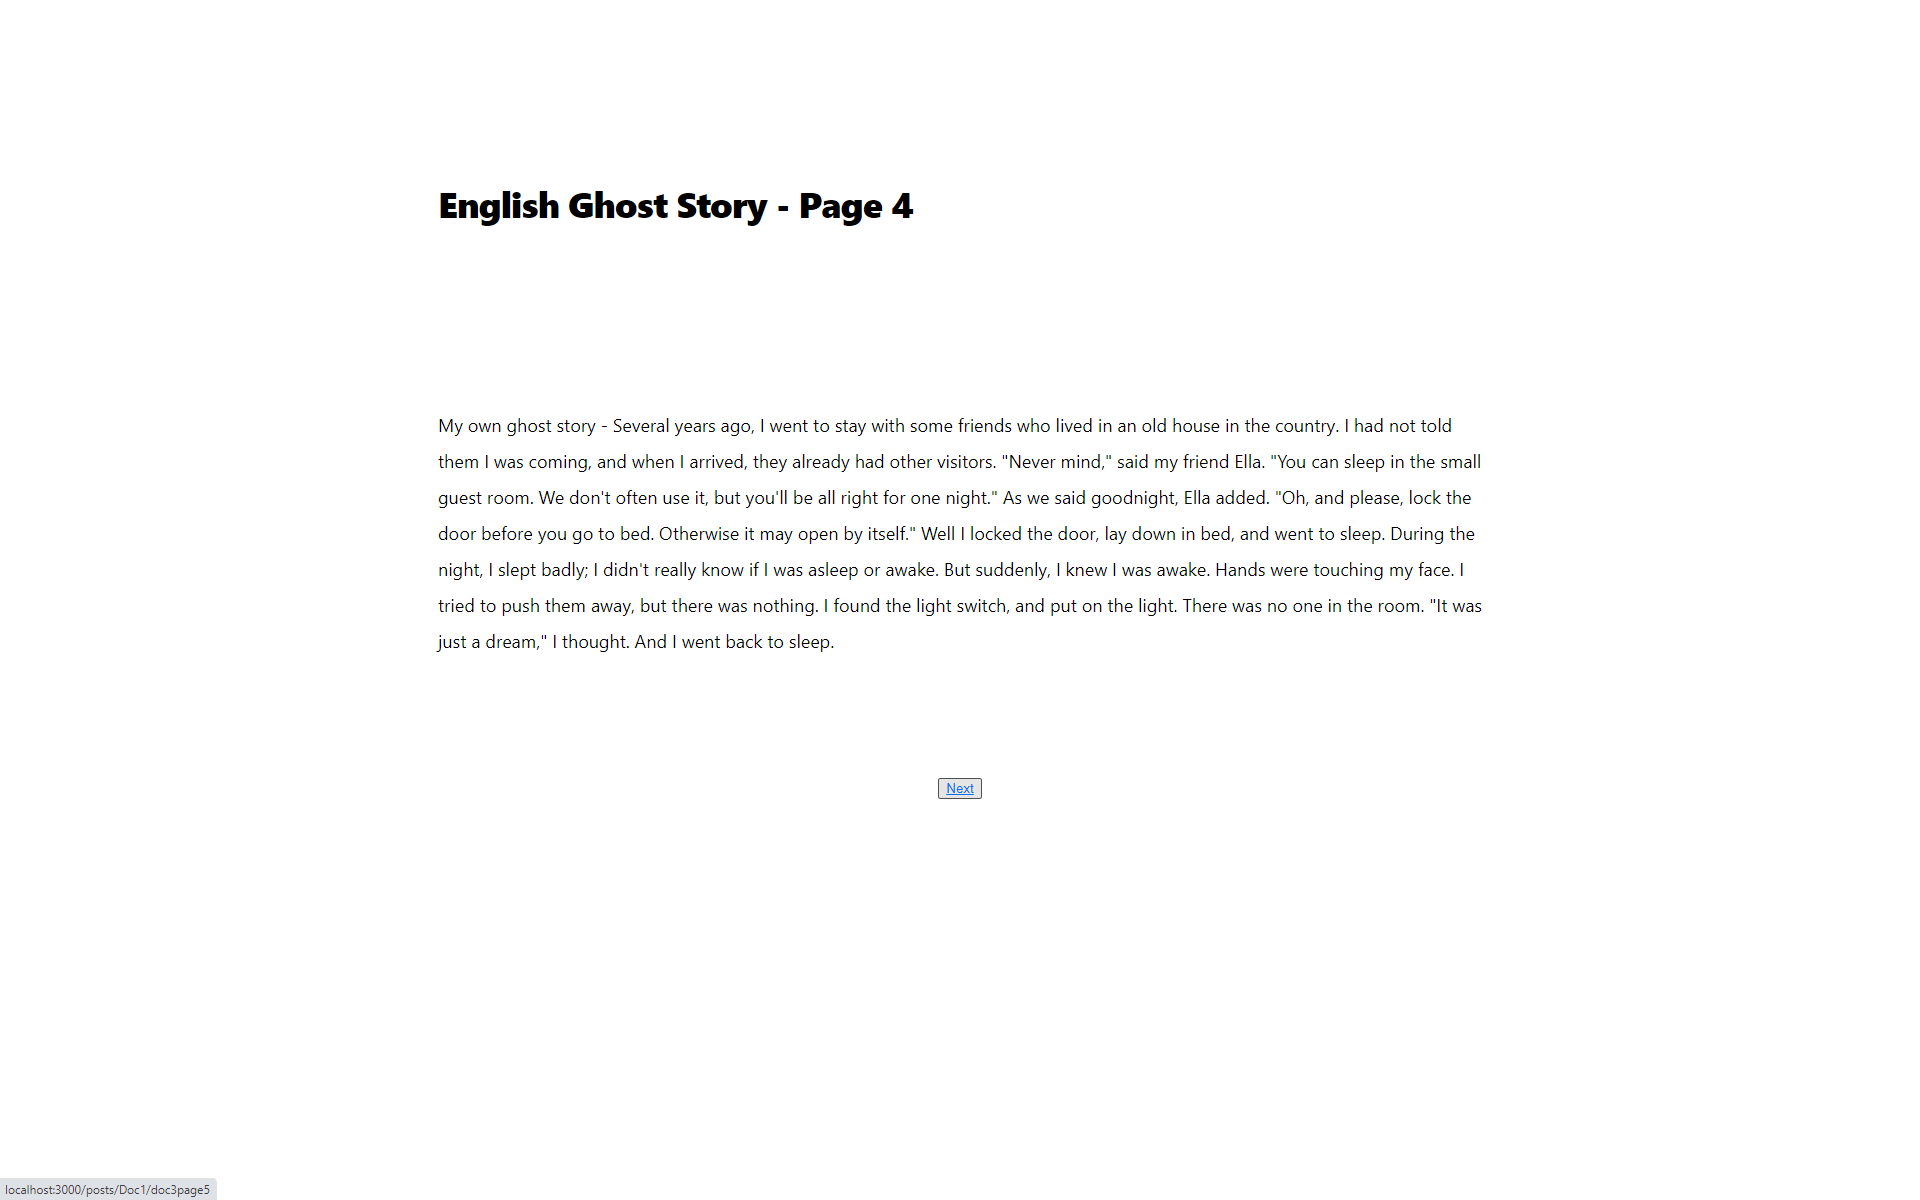 English Ghost Story - Page 4
My own ghost story - Several years ago, I went to stay with some friends who lived in an old house in the country. I had not told
them I was coming, and when I arrived, they already had other visitors. "Never mind," said my friend Ella. "You can sleep in the small
guest room. We don't often use it, but you'll be all right for one night." As we said goodnight, Ella added. "Oh, and please, lock the
door before you go to bed. Otherwise it may open by itself." Well I locked the door, lay down in bed, and went to sleep. During the
night, I slept badly; I didn't really know if I was asleep or awake. But suddenly, I knew I was awake. Hands were touching my face. I
tried to push them away, but there was nothing. I found the light switch, and put on the light. There was no one in the room. "It was
just a dream," I thought. And I went back to sleep.
Next
localhost:3000/posts/Doc1/doc3page5